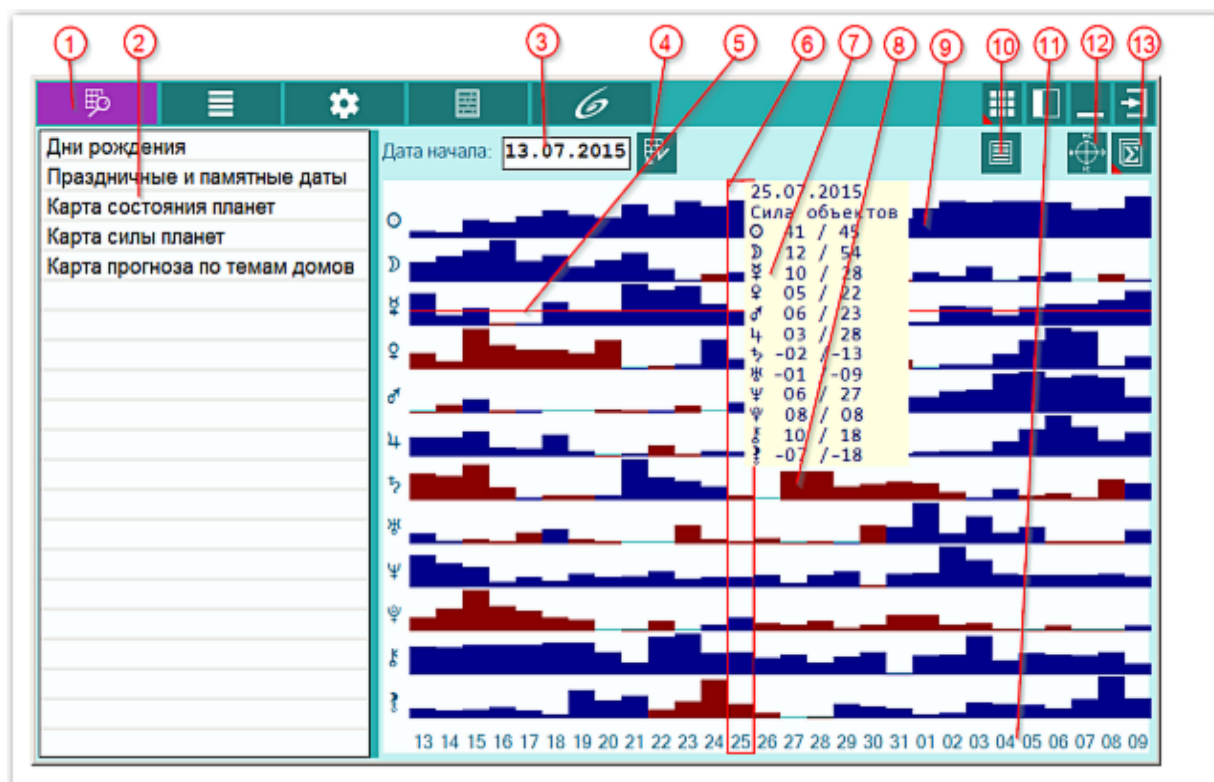 1 2 3 4 5 6 7 8 9 10 11 12 13
Дни рождения
Праздничные и памятные даты
Карта состояния планет
Карта силы планет
Карта прогноза по темам домов
Дата начала: 13.07.2015
25.07.2015
Сила объектов
☉ 41 / 45
☽ 12 / 54
☿ 10 / 28
♀ 05 / 22
♂ 06 / 23
♃ 03 / 28
♄ -02 /-13
♅ -01 /-09
♆ 06 / 27
♇ 08 / 08
⚷ 10 / 18
-07 /-18
☉
☽
☿
♀
♂
♃
♄
♅
♆
♇
⚷
13 14 15 16 17 18 19 20 21 22 23 24 25 26 27 28 29 30 31 01 02 03 04 05 06 07 08 09